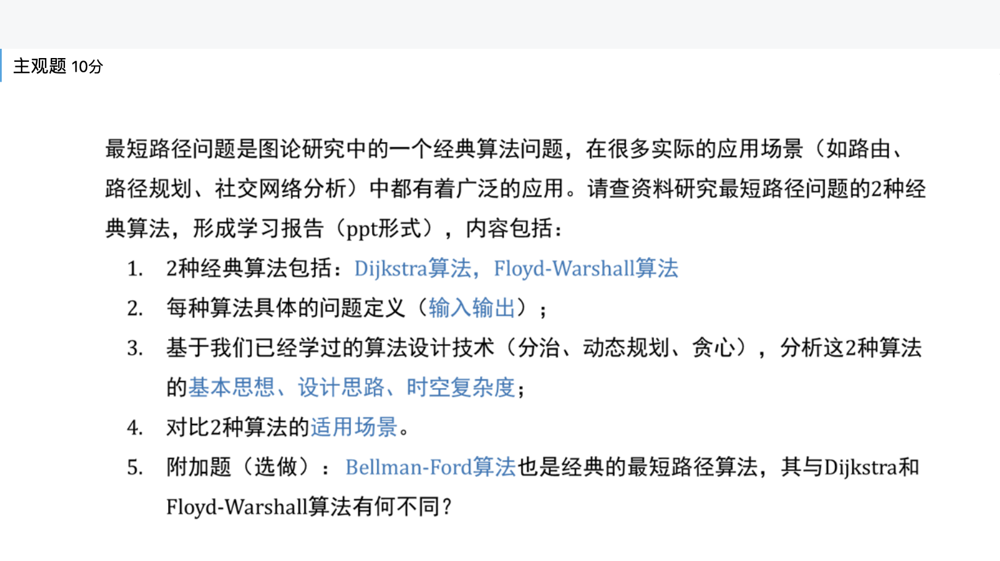 主观题 10分
最短路径问题是图论研究中的一个经典算法问题，在很多实际的应用场景（如路由、
路径规划、社交网络分析）中都有着广泛的应用。请查资料研究最短路径问题的2种经
典算法，形成学习报告（ppt形式），内容包括：
1. 2种经典算法包括：Dijkstra算法，Floyd-Warshall算法
2. 每种算法具体的问题定义（输入输出）；
3. 基于我们已经学过的算法设计技术（分治、动态规划、贪心），分析这2种算法
的基本思想、设计思路、时空复杂度；
4. 对比2种算法的适用场景。
5. 附加题（选做）：Bellman-Ford算法也是经典的最短路径算法，其与Dijkstra和
Floyd-Warshall算法有何不同？